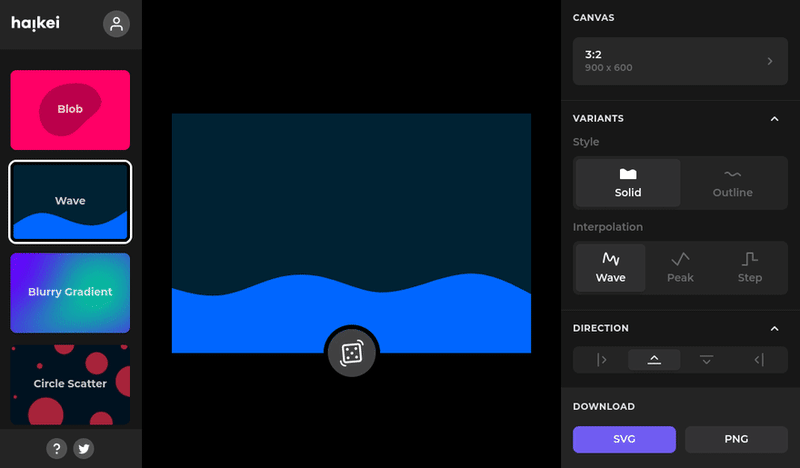 haikei
Blob
Wave
Blurry Gradient
Circle Scatter
?
CANVAS
3:2
900 x 600
VARIANTS
Style
Solid
Outline
Interpolation
Wave
Peak
Step
DIRECTION
DOWNLOAD
SVG
PNG